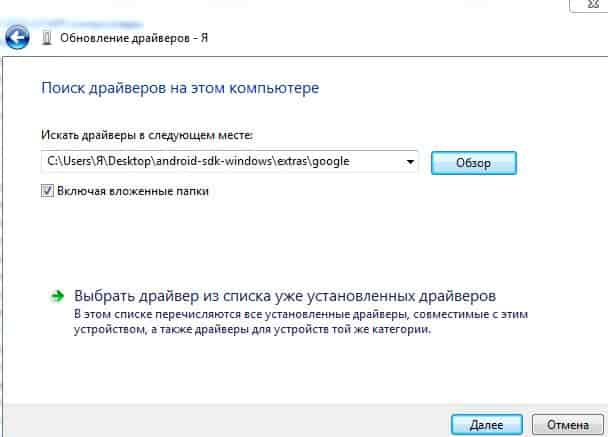 Обновление драйверов - Я
Поиск драйверов на этом компьютере
Искать драйверы в следующем месте:
C:\Users\Я\Desktop\android-sdk-windows\extras\google
Обзор
Включая вложенные папки
Выбрать драйвер из списка уже установленных драйверов
В этом списке перечисляются все установленные драйверы, совместимые с этим
устройством, а также драйверы для устройств той же категории.
Далее
Отмена